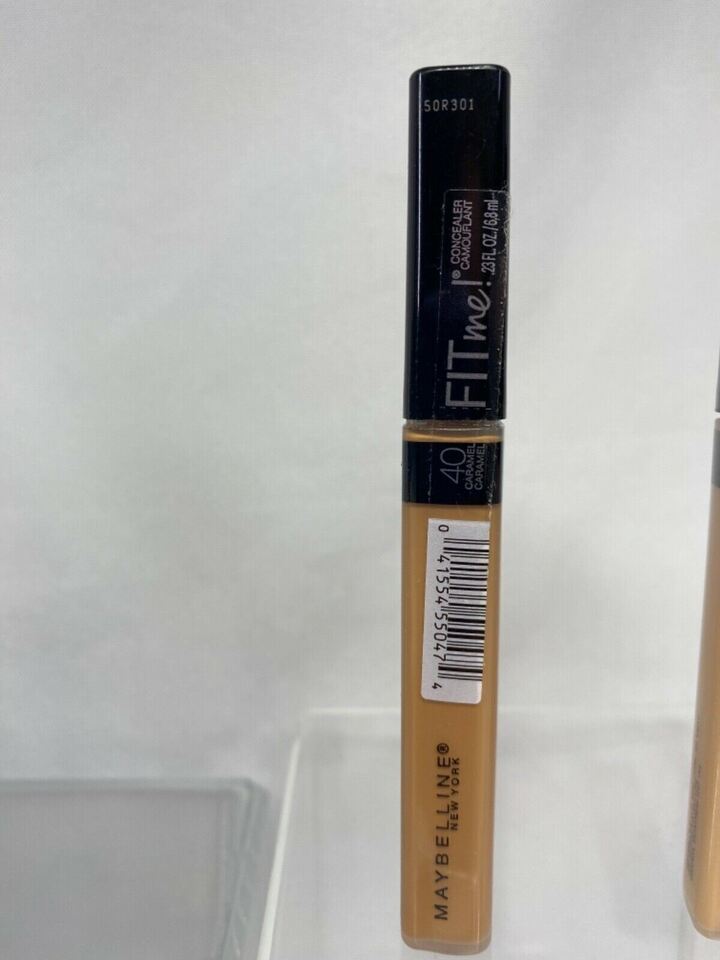 50R301
FIT me!® CONCEALER
CAMOUFLANT
.23 FL. OZ./6,8 ml
40
CARAMEL
CARAMEL
0 41554 55047 4
MAYBELLINE®
NEW YORK